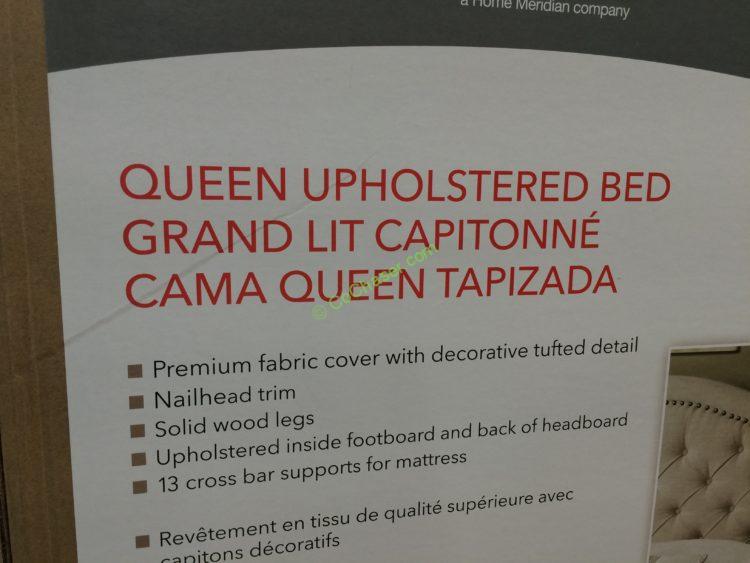 a Home Meridian company
QUEEN UPHOLSTERED BED
GRAND LIT CAPITONNÉ
CAMA QUEEN TAPIZADA
© CoChaser.com
■ Premium fabric cover with decorative tufted detail
■ Nailhead trim
■ Solid wood legs
■ Upholstered inside footboard and back of headboard
■ 13 cross bar supports for mattress
■ Revêtement en tissu de qualité supérieure avec
capitons décoratifs